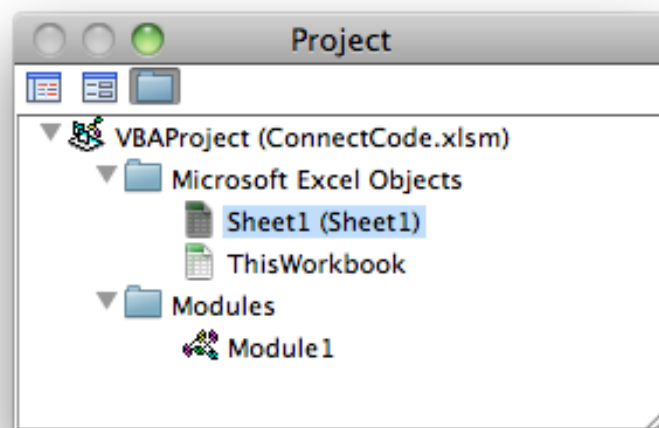 Project
VBAProject (ConnectCode.xlsm)
Microsoft Excel Objects
Sheet1 (Sheet1)
ThisWorkbook
Modules
Module1